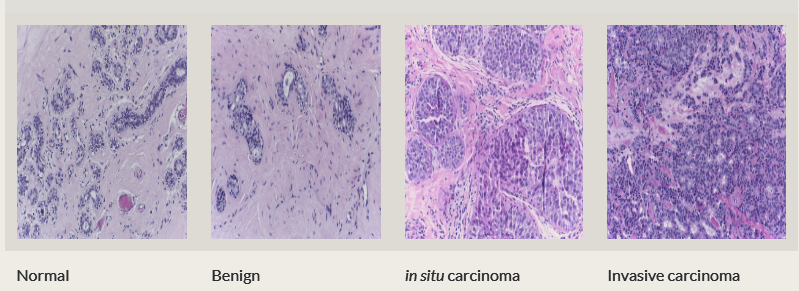 Normal
Benign
in situ carcinoma
Invasive carcinoma